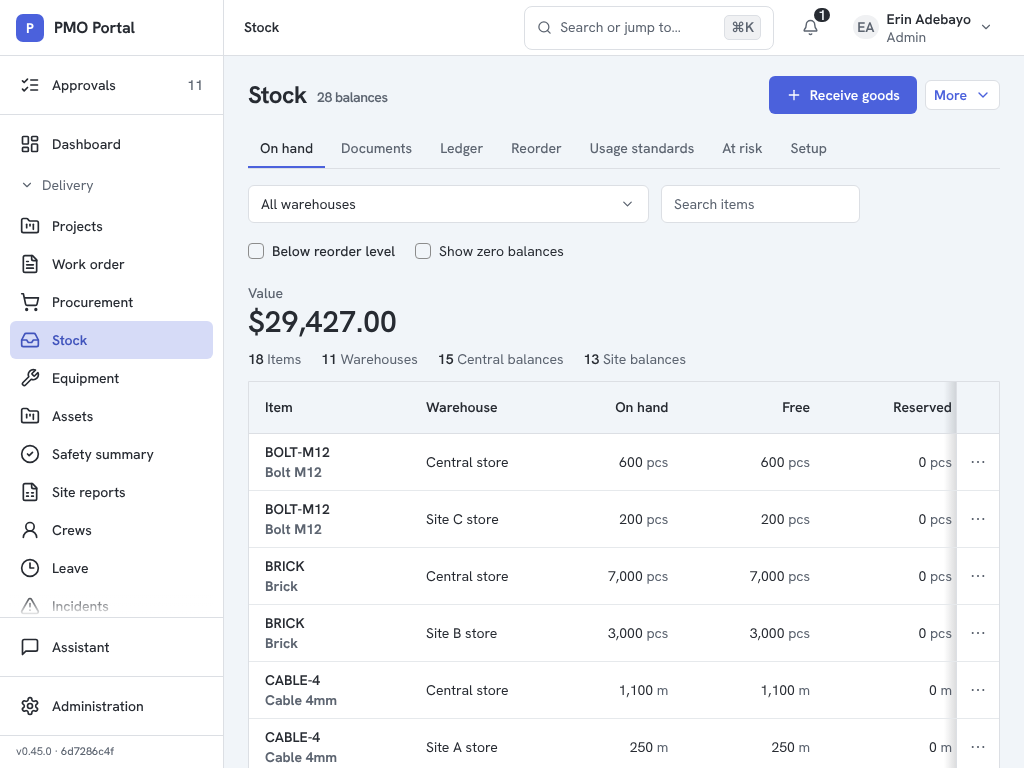 P PMO Portal
Stock
Search or jump to... ⌘K
1
EA
Erin Adebayo
Admin
Approvals 11
Dashboard
Delivery
Projects
Work order
Procurement
Stock
Equipment
Assets
Safety summary
Site reports
Crews
Leave
Incidents
Assistant
Administration
v0.45.0 · 6d7286c4f
Stock 28 balances
Receive goods
More
On hand Documents Ledger Reorder Usage standards At risk Setup
All warehouses
Search items
Below reorder level Show zero balances
Value
$29,427.00
18 Items 11 Warehouses 15 Central balances 13 Site balances
Item Warehouse On hand Free Reserved
BOLT-M12
Bolt M12
Central store 600 pcs 600 pcs 0 pcs ···
BOLT-M12
Bolt M12
Site C store 200 pcs 200 pcs 0 pcs ···
BRICK
Brick
Central store 7,000 pcs 7,000 pcs 0 pcs ···
BRICK
Brick
Site B store 3,000 pcs 3,000 pcs 0 pcs ···
CABLE-4
Cable 4mm
Central store 1,100 m 1,100 m 0 m ···
CABLE-4
Cable 4mm
Site A store 250 m 250 m 0 m ···